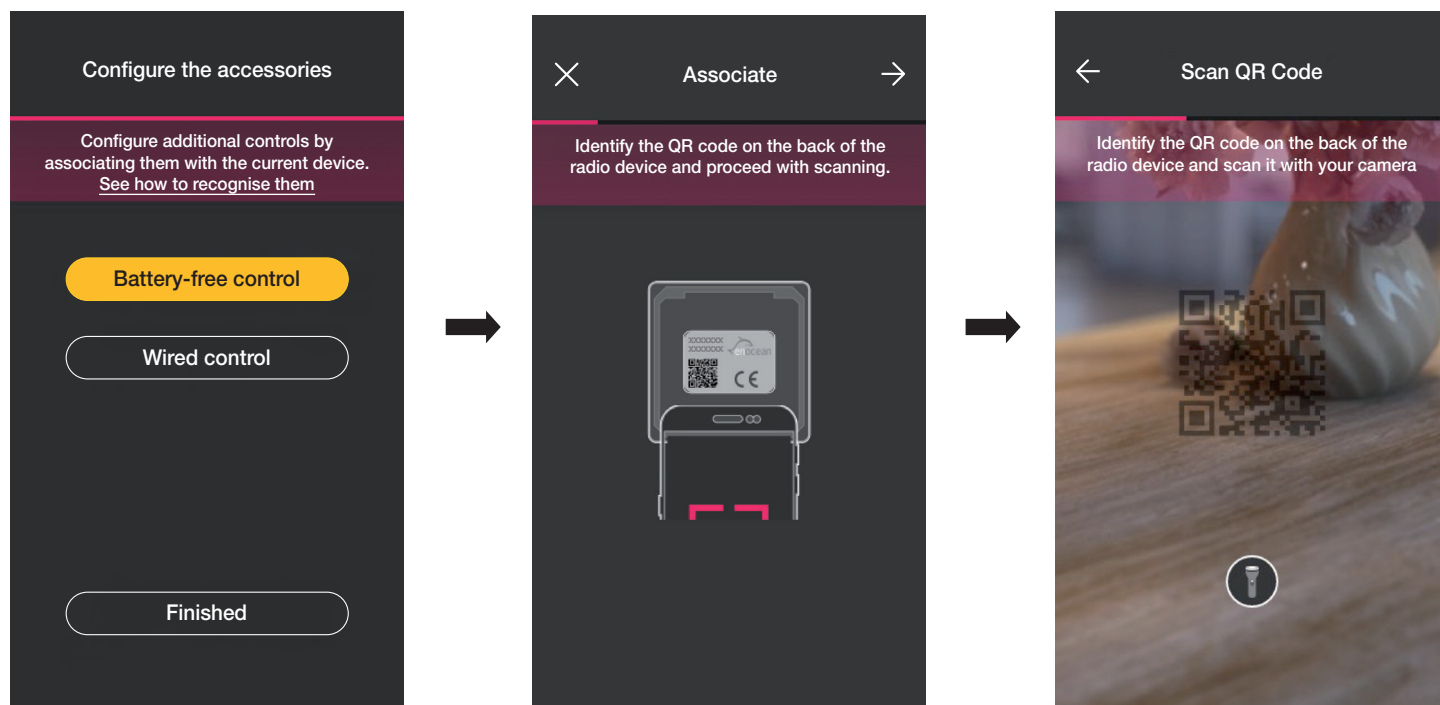 Configure the accessories
Configure additional controls by
associating them with the current device.
See how to recognise them
Battery-free control
Wired control
Finished
Associate
Identify the QR code on the back of the
radio device and proceed with scanning.
XXXXXXX
XXXXXXX
enocean
CE
Scan QR Code
Identify the QR code on the back of the
radio device and scan it with your camera